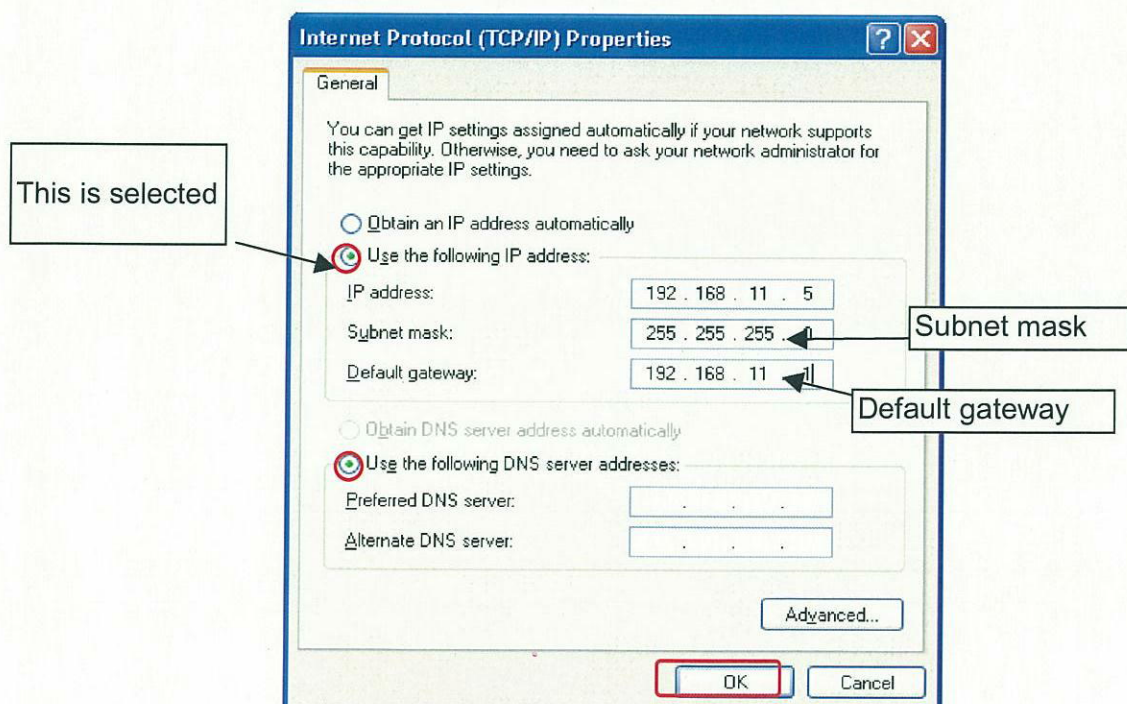 Internet Protocol (TCP/IP) Properties
General
You can get IP settings assigned automatically if your network supports
this capability. Otherwise, you need to ask your network administrator for
the appropriate IP settings.
This is selected
Obtain an IP address automatically
Use the following IP address:
IP address: 192 . 168 . 11 . 5
Subnet mask: 255 . 255 . 255 . 0
Subnet mask
Default gateway: 192 . 168 . 11 . 1
Default gateway
Obtain DNS server address automatically
Use the following DNS server addresses:
Preferred DNS server: . . .
Alternate DNS server: . . .
Advanced...
OK Cancel